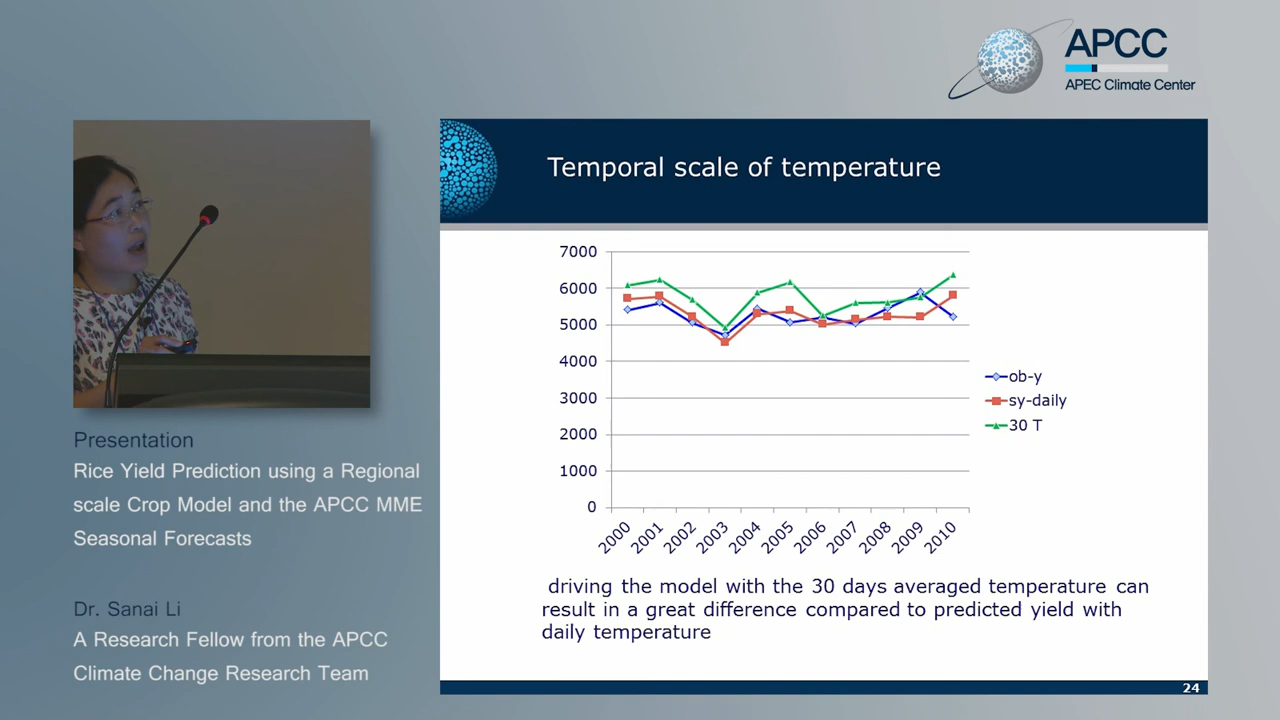 APCC
APEC Climate Center
Temporal scale of temperature
7000
6000
5000
4000
3000
2000
1000
0
2000
2001
2002
2003
2004
2005
2006
2007
2008
2009
2010
ob-y
sy-daily
30 T
driving the model with the 30 days averaged temperature can
result in a great difference compared to predicted yield with
daily temperature
24
Presentation
Rice Yield Prediction using a Regional
scale Crop Model and the APCC MME
Seasonal Forecasts
Dr. Sanai Li
A Research Fellow from the APCC
Climate Change Research Team